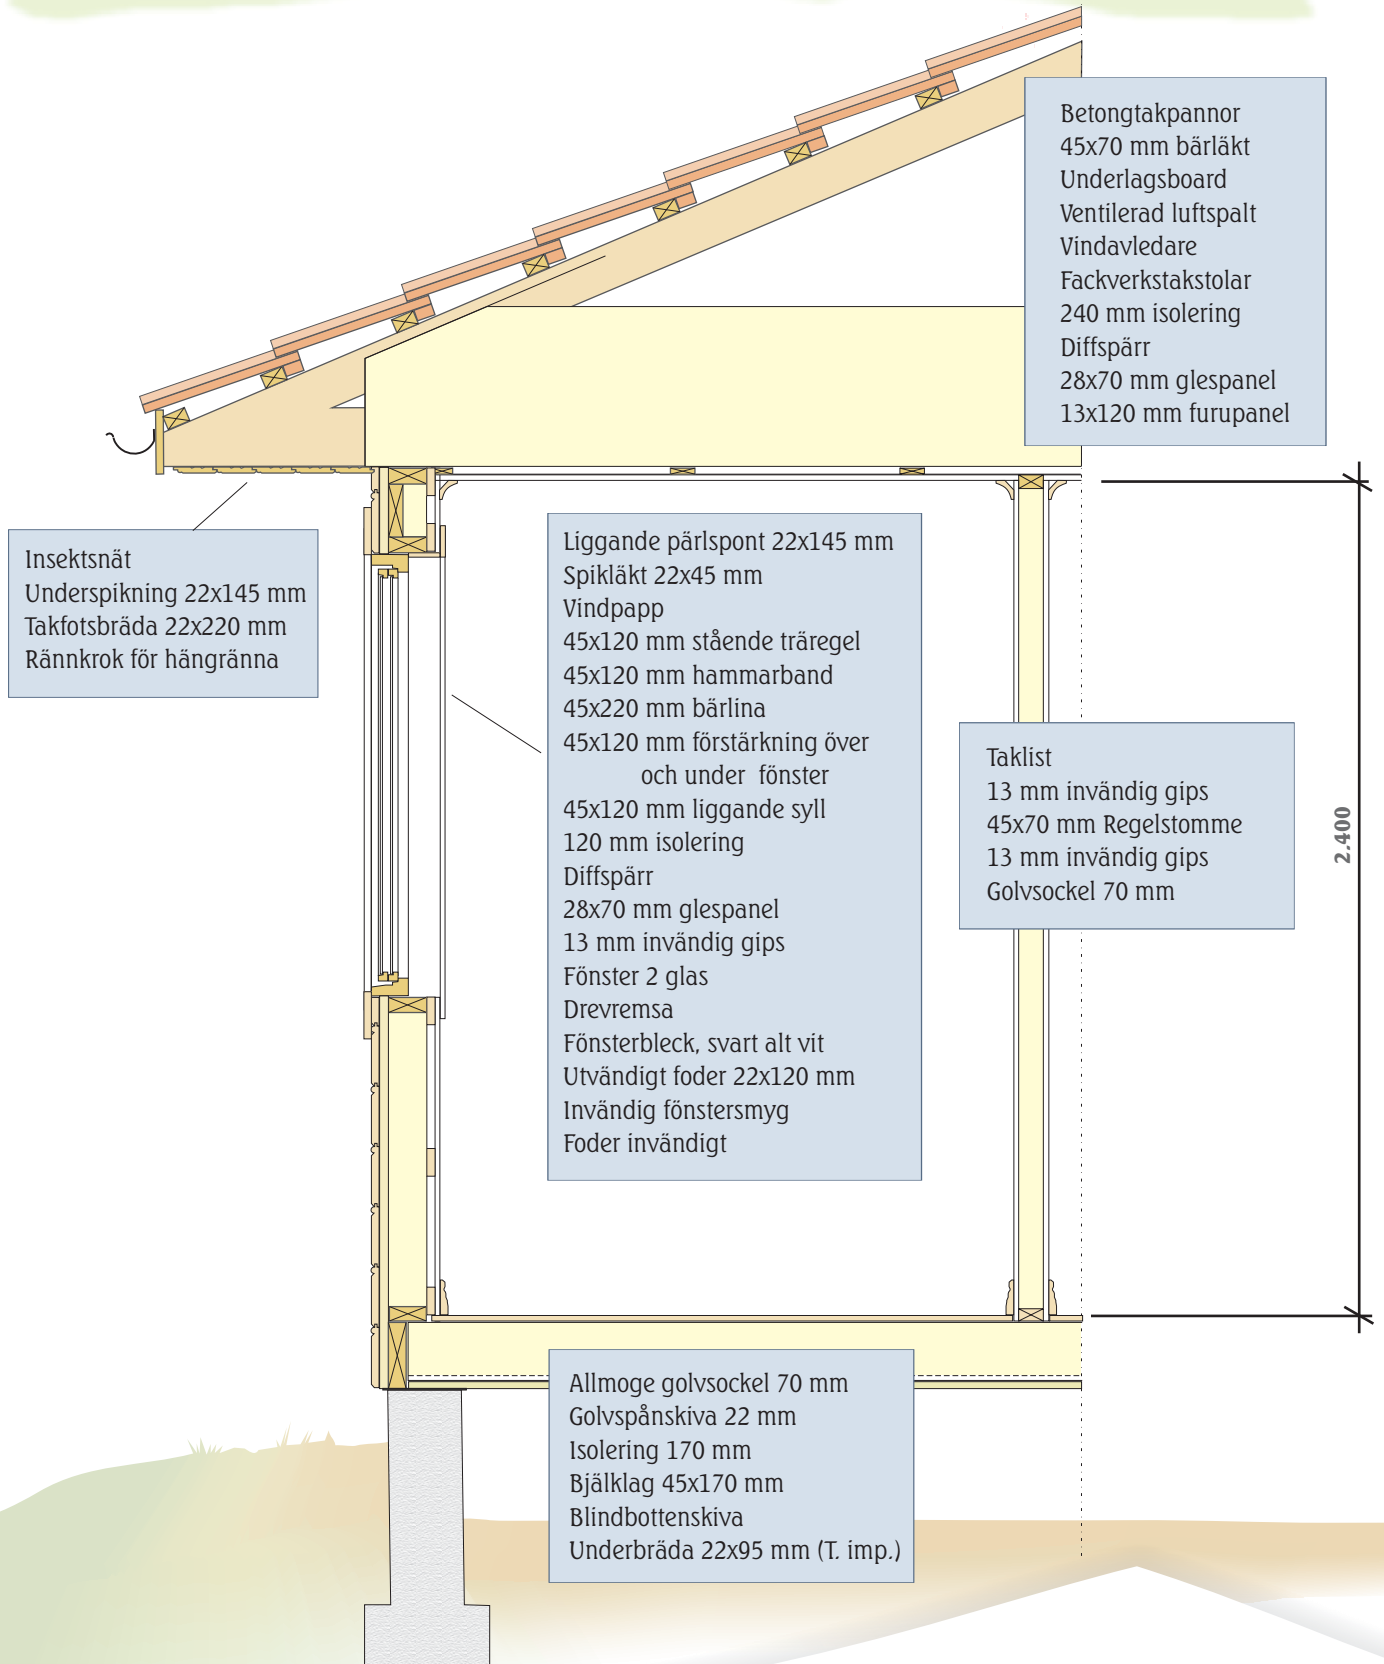 Betongtakpannor
45x70 mm bärläkt
Underlagsboard
Ventilerad luftspalt
Vindavledare
Fackverkstakstolar
240 mm isolering
Diffspärr
28x70 mm glespanel
13x120 mm furupanel
Insektsnät
Underspikning 22x145 mm
Takfotsbräda 22x220 mm
Rännkrok för hängränna
Liggande pärlspont 22x145 mm
Spikläkt 22x45 mm
Vindpapp
45x120 mm stående träregel
45x120 mm hammarband
45x220 mm bärlina
45x120 mm förstärkning över
och under fönster
45x120 mm liggande syll
120 mm isolering
Diffspärr
28x70 mm glespanel
13 mm invändig gips
Fönster 2 glas
Drevremsa
Fönsterbleck, svart alt vit
Utvändigt foder 22x120 mm
Invändig fönstersmyg
Foder invändigt
Taklist
13 mm invändig gips
45x70 mm Regelstomme
13 mm invändig gips
Golvsockel 70 mm
2.400
Allmoge golvsockel 70 mm
Golvspånskiva 22 mm
Isolering 170 mm
Bjälklag 45x170 mm
Blindbottenskiva
Underbräda 22x95 mm (T. imp.)